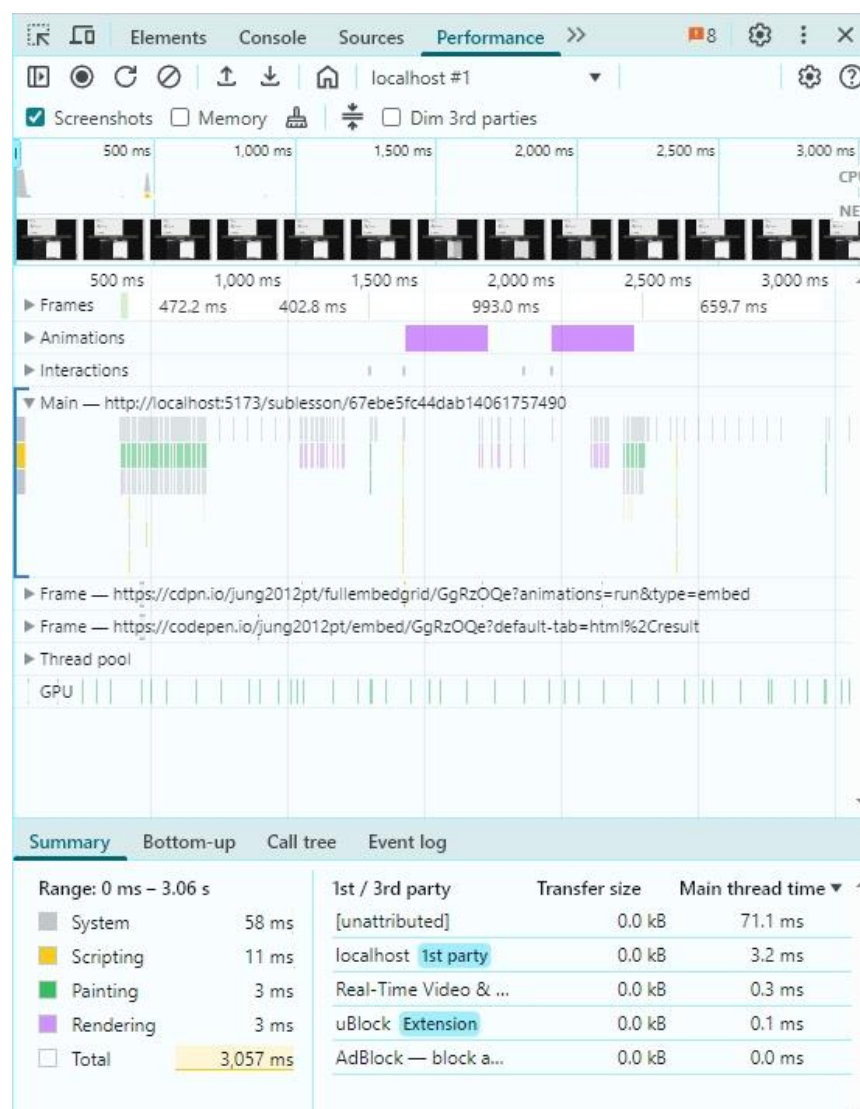 Elements Console Sources Performance 8
localhost #1
Screenshots Memory Dim 3rd parties
500 ms 1,000 ms 1,500 ms 2,000 ms 2,500 ms 3,000 ms
CPU
NE
500 ms 1,000 ms 1,500 ms 2,000 ms 2,500 ms 3,000 ms
Frames 472.2 ms 402.8 ms 993.0 ms 659.7 ms
Animations
Interactions
Main — http://localhost:5173/sublesson/67ebe5fc44dab14061757490
Frame — https://cdpn.io/jung2012pt/fullembedgrid/GgRzOQe?animations=run&type=embed
Frame — https://codepen.io/jung2012pt/embed/GgRzOQe?default-tab=html%2Cresult
Thread pool
GPU
Summary Bottom-up Call tree Event log
Range: 0 ms – 3.06 s 1st / 3rd party Transfer size Main thread time
System 58 ms [unattributed] 0.0 kB 71.1 ms
Scripting 11 ms localhost 1st party 0.0 kB 3.2 ms
Painting 3 ms Real-Time Video & ... 0.0 kB 0.3 ms
Rendering 3 ms uBlock Extension 0.0 kB 0.1 ms
Total 3,057 ms AdBlock — block a... 0.0 kB 0.0 ms